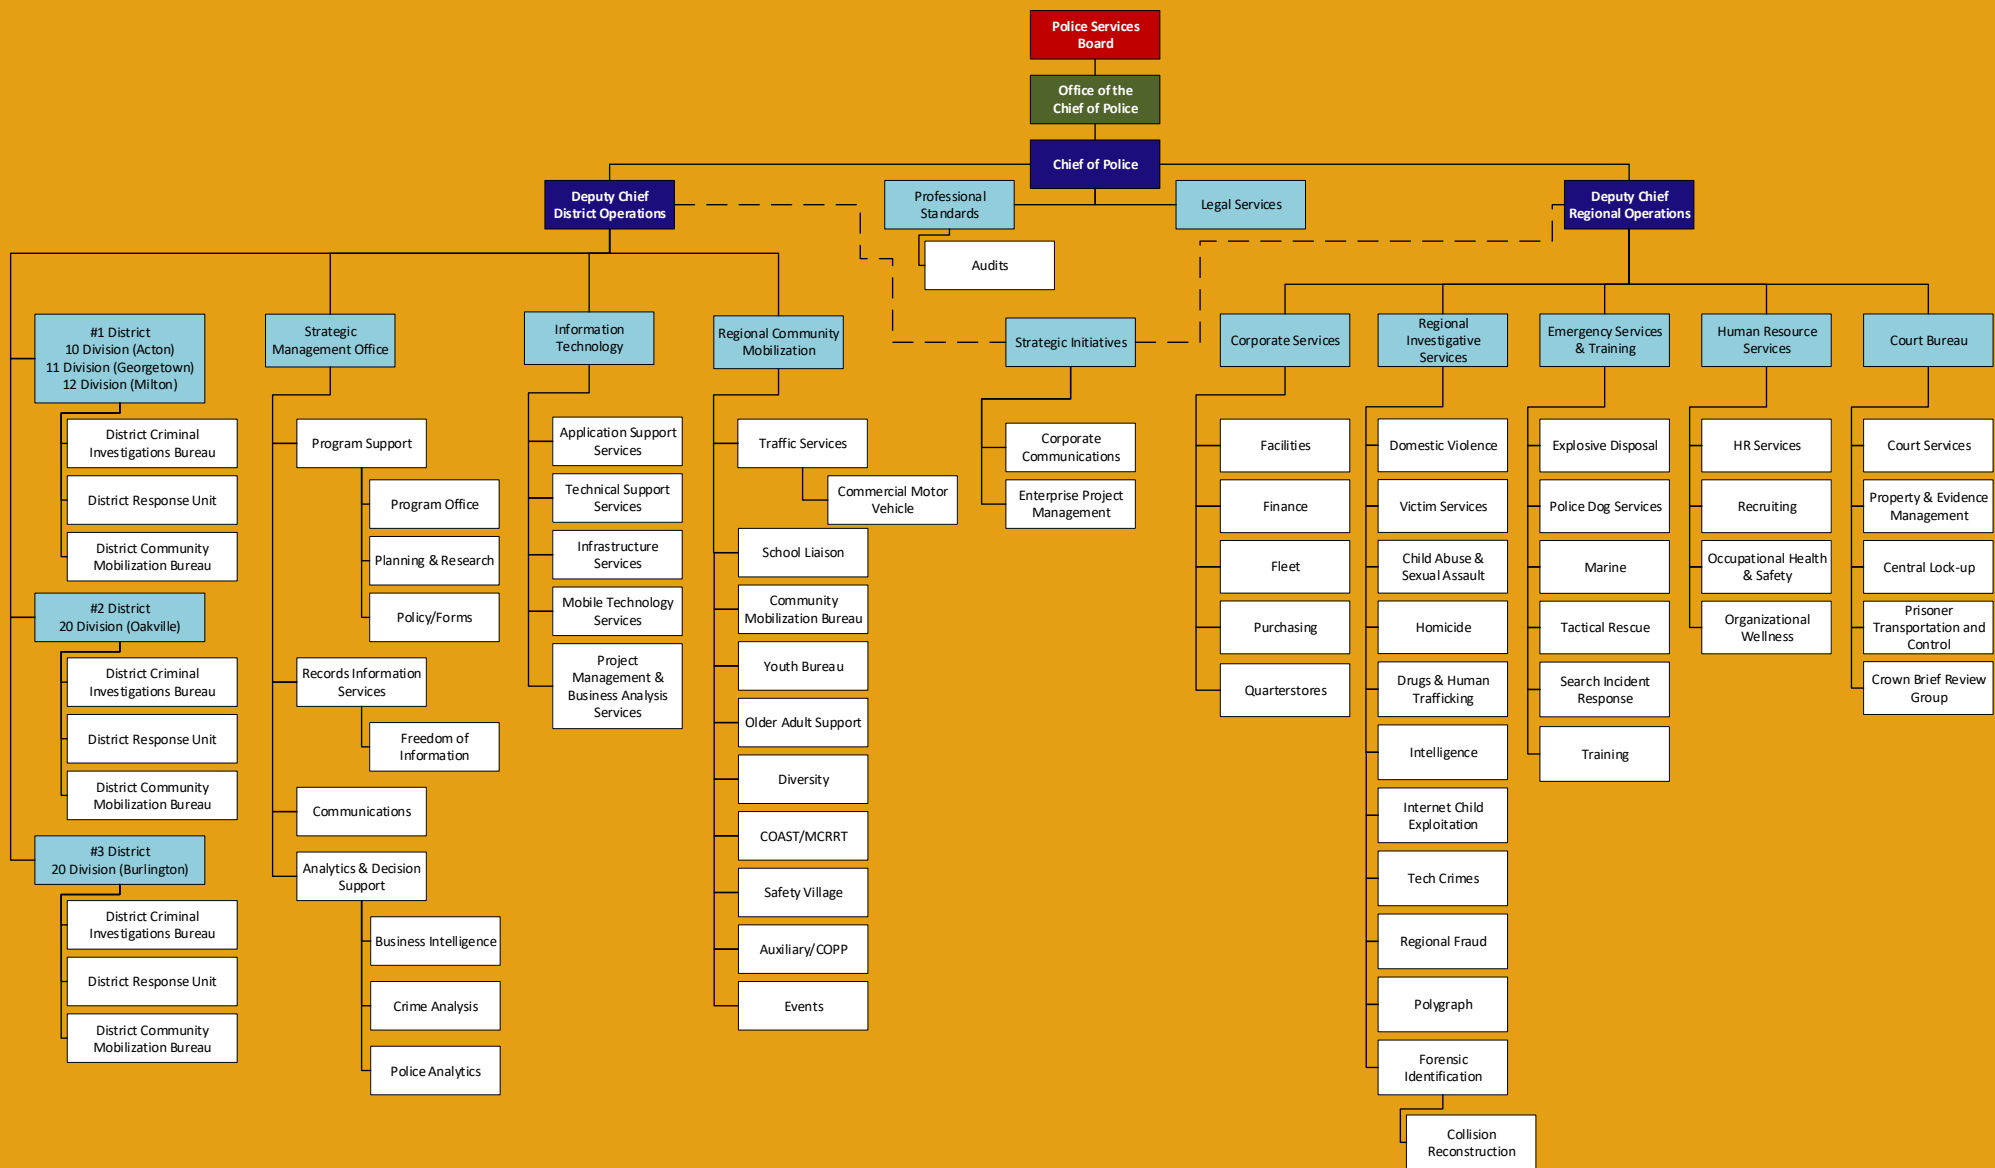 Police Services
Board
Office of the
Chief of Police
Chief of Police
Deputy Chief
District Operations
Professional
Standards
Legal Services
Deputy Chief
Regional Operations
Audits
#1 District
10 Division (Acton)
11 Division (Georgetown)
12 Division (Milton)
District Criminal
Investigations Bureau
District Response Unit
District Community
Mobilization Bureau
#2 District
20 Division (Oakville)
District Criminal
Investigations Bureau
District Response Unit
District Community
Mobilization Bureau
#3 District
20 Division (Burlington)
District Criminal
Investigations Bureau
District Response Unit
District Community
Mobilization Bureau
Strategic
Management Office
Program Support
Program Office
Planning & Research
Policy/Forms
Records Information
Services
Freedom of
Information
Communications
Analytics & Decision
Support
Business Intelligence
Crime Analysis
Police Analytics
Information
Technology
Application Support
Services
Technical Support
Services
Infrastructure
Services
Mobile Technology
Services
Project
Management &
Business Analysis
Services
Regional Community
Mobilization
Traffic Services
Commercial Motor
Vehicle
School Liaison
Community
Mobilization Bureau
Youth Bureau
Older Adult Support
Diversity
COAST/MCRRT
Safety Village
Auxiliary/COPP
Events
Strategic Initiatives
Corporate
Communications
Enterprise Project
Management
Corporate Services
Facilities
Finance
Fleet
Purchasing
Quarterstores
Regional
Investigative
Services
Domestic Violence
Victim Services
Child Abuse &
Sexual Assault
Homicide
Drugs & Human
Trafficking
Intelligence
Internet Child
Exploitation
Tech Crimes
Regional Fraud
Polygraph
Forensic
Identification
Collision
Reconstruction
Emergency Services
& Training
Explosive Disposal
Police Dog Services
Marine
Tactical Rescue
Search Incident
Response
Training
Human Resource
Services
HR Services
Recruiting
Occupational Health
& Safety
Organizational
Wellness
Court Bureau
Court Services
Property & Evidence
Management
Central Lock-up
Prisoner
Transportation and
Control
Crown Brief Review
Group